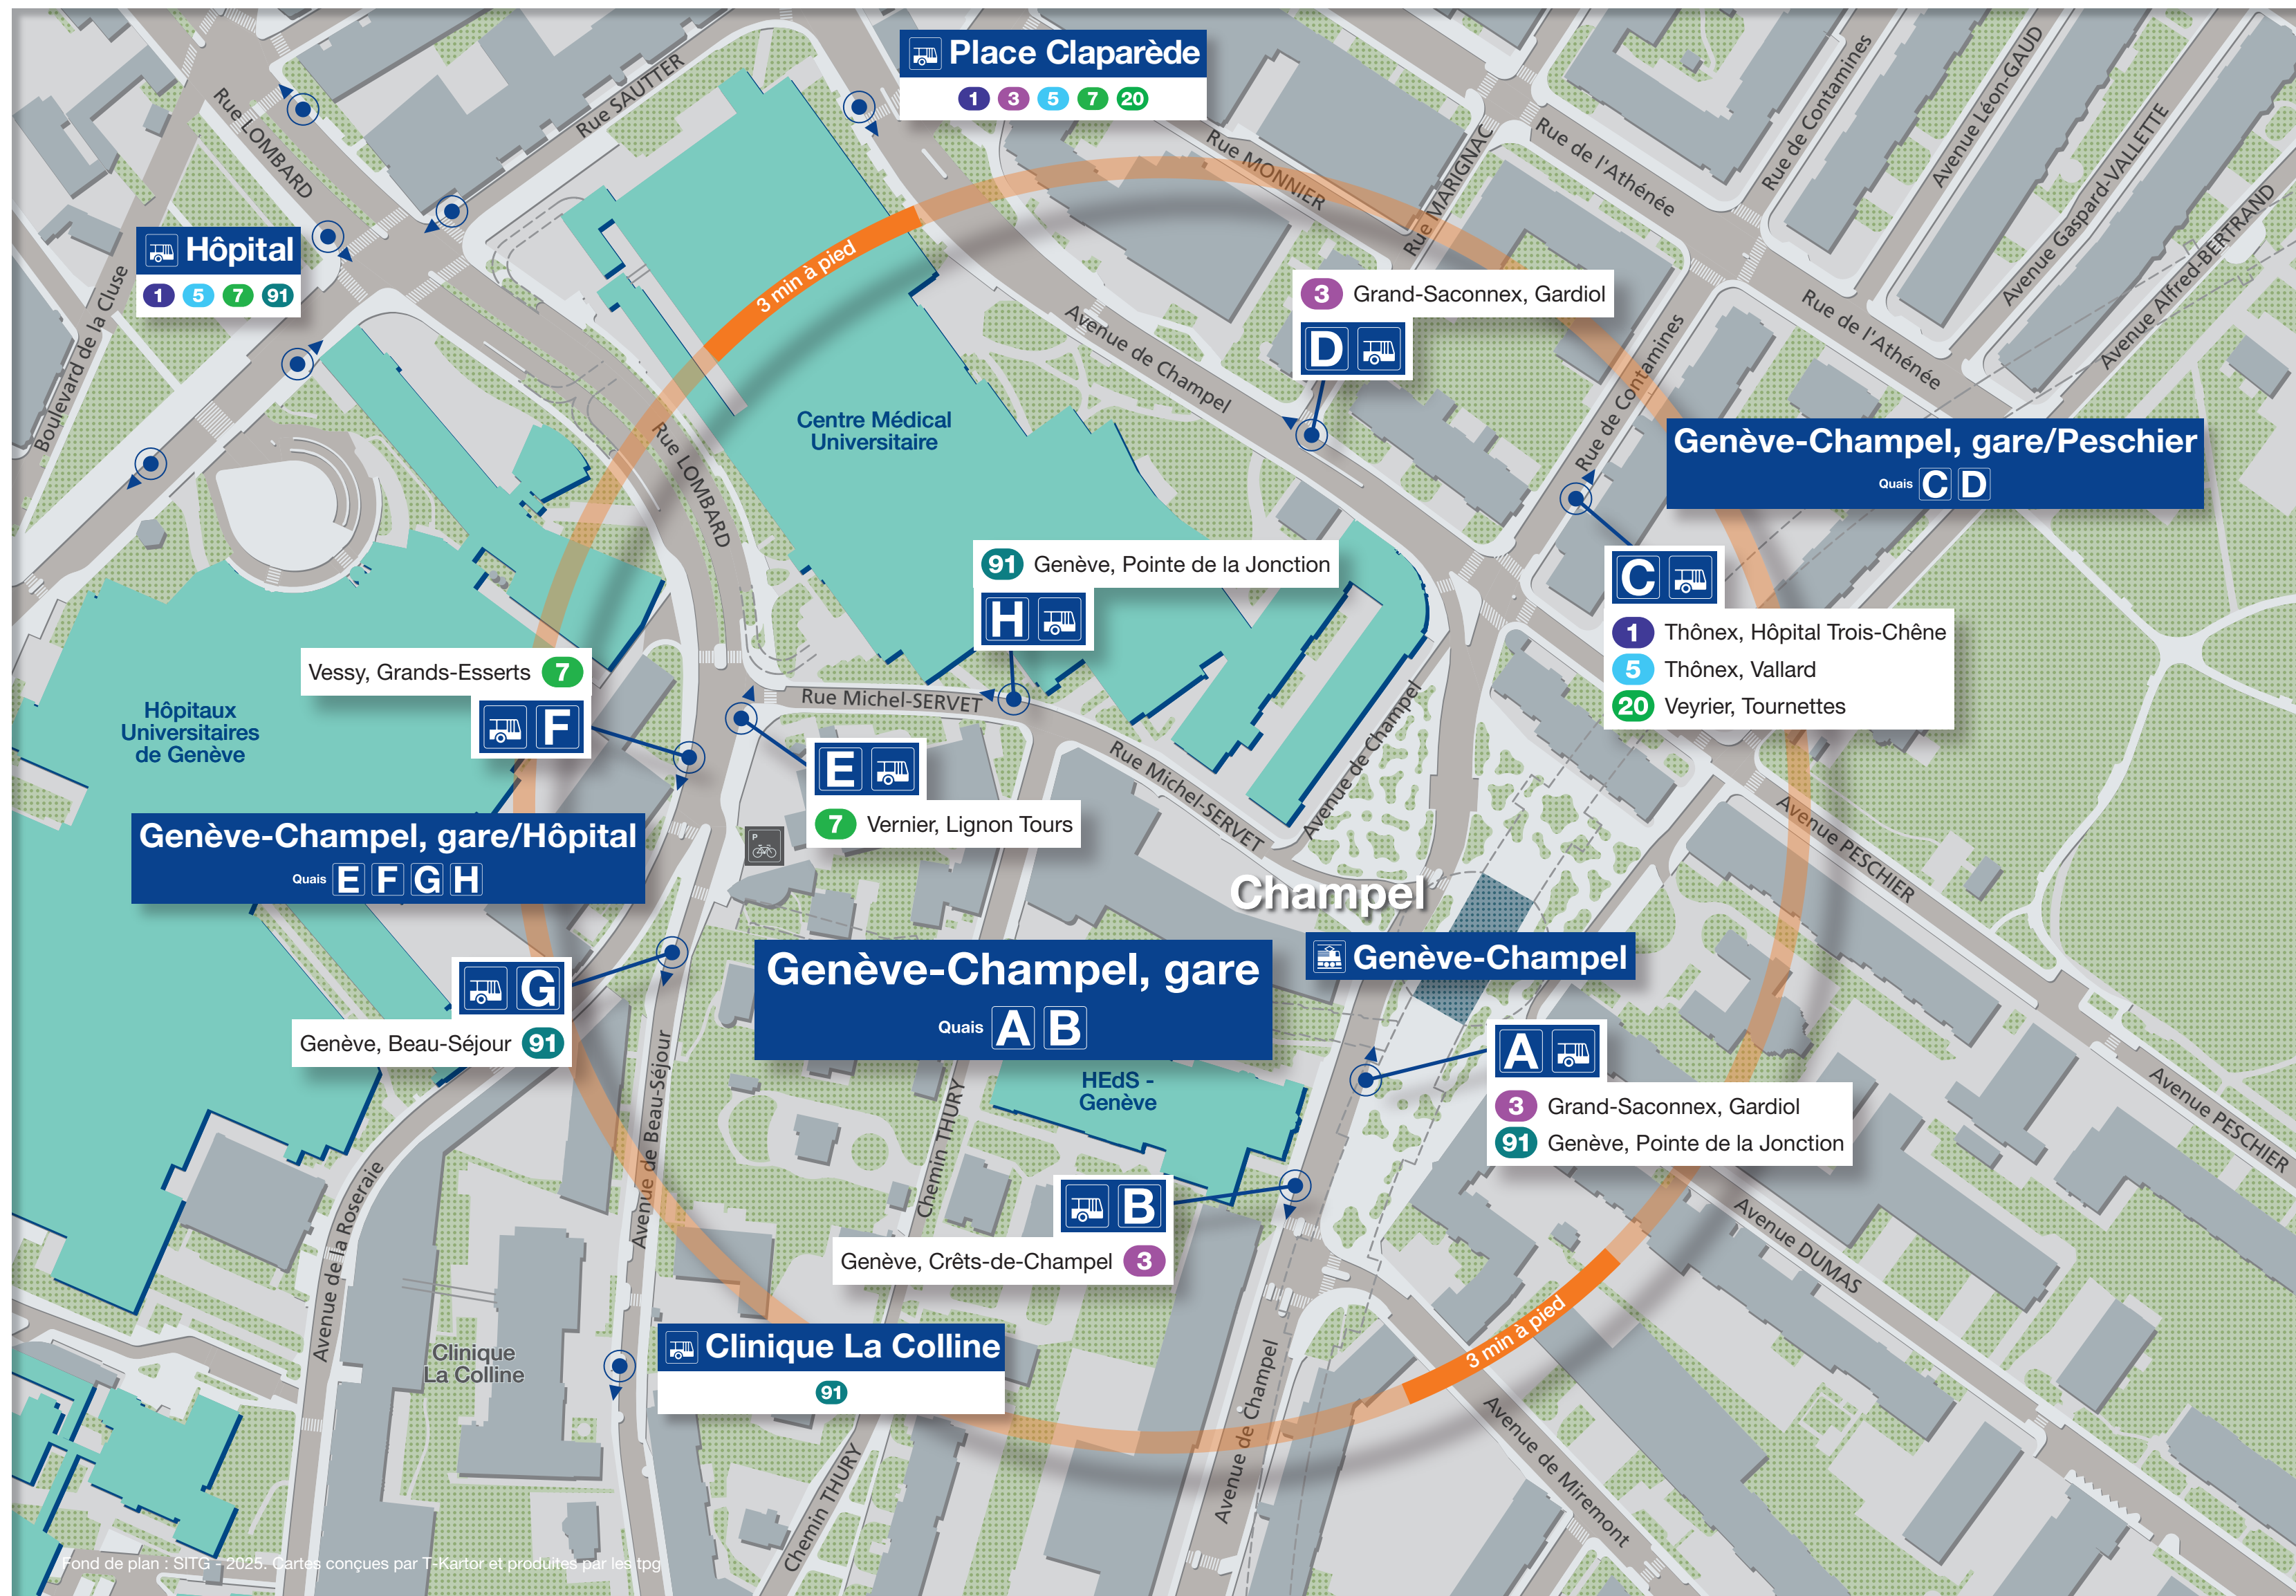 Place Claparède
1 3 5 7 20
Rue LOMBARD
Rue SAUTTER
Rue MONNIER
Rue MARIGNAC
Rue de l'Athénée
Rue de Contamines
Avenue Léon-GAUD
Avenue Gaspard-VALLETTE
Avenue Alfred-BERTRAND
Hôpital
1 5 7 91
Boulevard de la Cluse
3 min à pied
3 Grand-Saconnex, Gardiol
D
Avenue de Champel
Rue de l'Athénée
Rue de Contamines
Centre Médical
Universitaire
Rue LOMBARD
Genève-Champel, gare/Peschier
Quais C D
91 Genève, Pointe de la Jonction
H
C
1 Thônex, Hôpital Trois-Chêne
5 Thônex, Vallard
20 Veyrier, Tournettes
Vessy, Grands-Esserts 7
F
Rue Michel-SERVET
Hôpitaux
Universitaires
de Genève
E
7 Vernier, Lignon Tours
Rue Michel-SERVET
Avenue de Champel
Avenue PESCHIER
Genève-Champel, gare/Hôpital
Quais E F G H
P
Champel
Genève-Champel
Genève-Champel, gare
Quais A B
G
Genève, Beau-Séjour 91
A
3 Grand-Saconnex, Gardiol
91 Genève, Pointe de la Jonction
HEdS -
Genève
Avenue PESCHIER
Avenue de Beau-Séjour
Chemin THURY
B
Genève, Crêts-de-Champel 3
Avenue de la Roseraie
Avenue DUMAS
Clinique La Colline
91
Clinique
La Colline
3 min à pied
Avenue de Champel
Avenue de Miremont
Chemin THURY
Fond de plan : SITG - 2025. Cartes conçues par T-Kartor et produites par les tpg